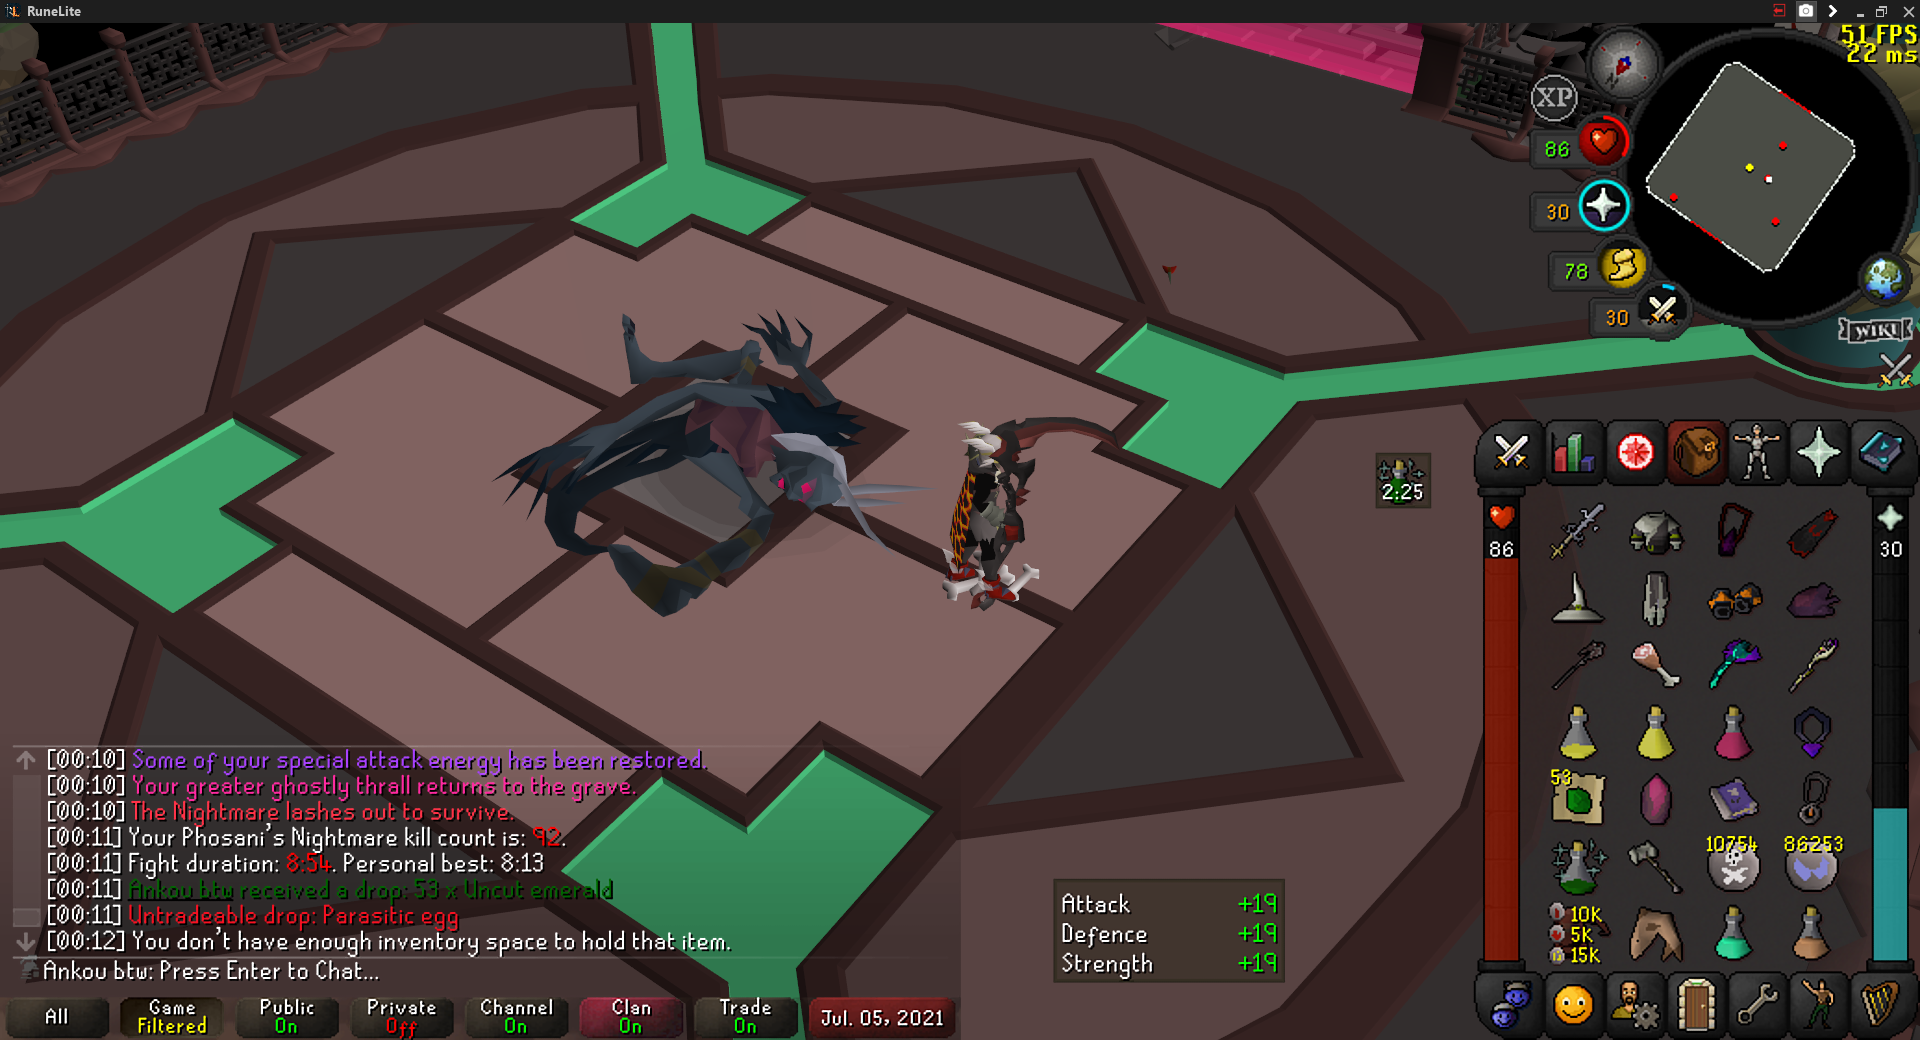 RuneLite
51 FPS
22 ms
XP
86
30
78
30
WIKI
2:25
86
30
53
10754
86253
10K
5K
15K
[00:10] Some of your special attack energy has been restored.
[00:10] Your greater ghostly thrall returns to the grave.
[00:10] The Nightmare lashes out to survive.
[00:11] Your Phosani's Nightmare kill count is: 92.
[00:11] Fight duration: 8:54. Personal best: 8:13
[00:11] Ankou btw received a drop: 53 x Uncut emerald
[00:11] Untradeable drop: Parasitic egg
[00:12] You don't have enough inventory space to hold that item.
Ankou btw: Press Enter to Chat...
Attack +19
Defence +19
Strength +19
All
Game
Filtered
Public
On
Private
Off
Channel
On
Clan
On
Trade
On
Jul. 05, 2021